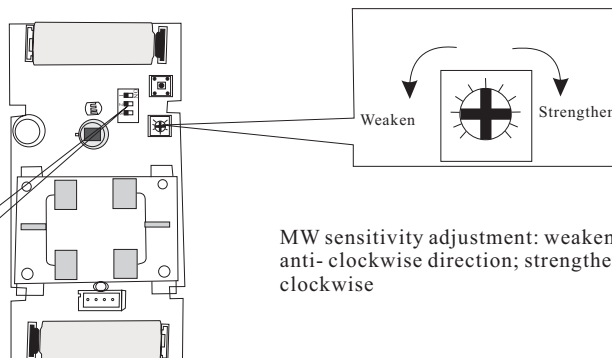 Weaken
Strengthen
MW sensitivity adjustment: weaken
anti- clockwise direction; strengthe
clockwise